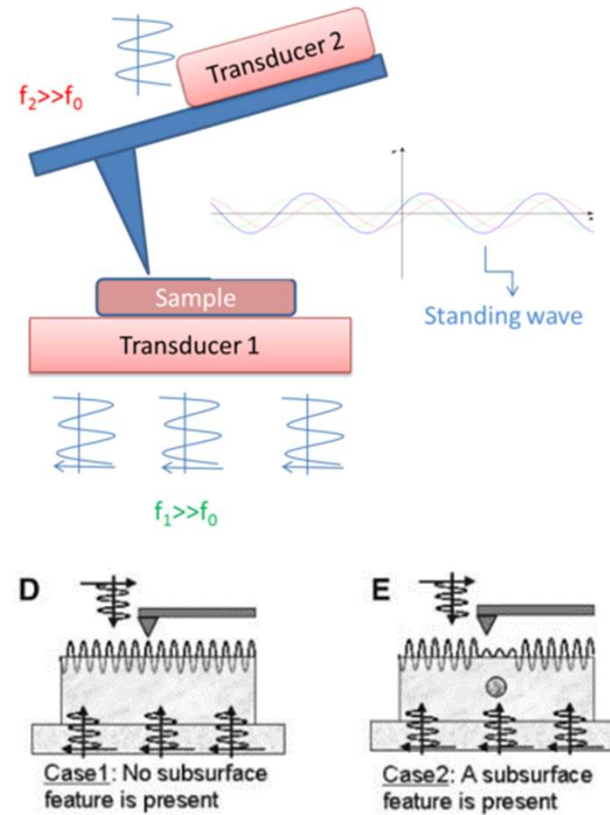 Transducer 2
f₂>>f₀
Sample
Standing wave
Transducer 1
f₁>>f₀
D
E
Case1: No subsurface
feature is present
Case2: A subsurface
feature is present